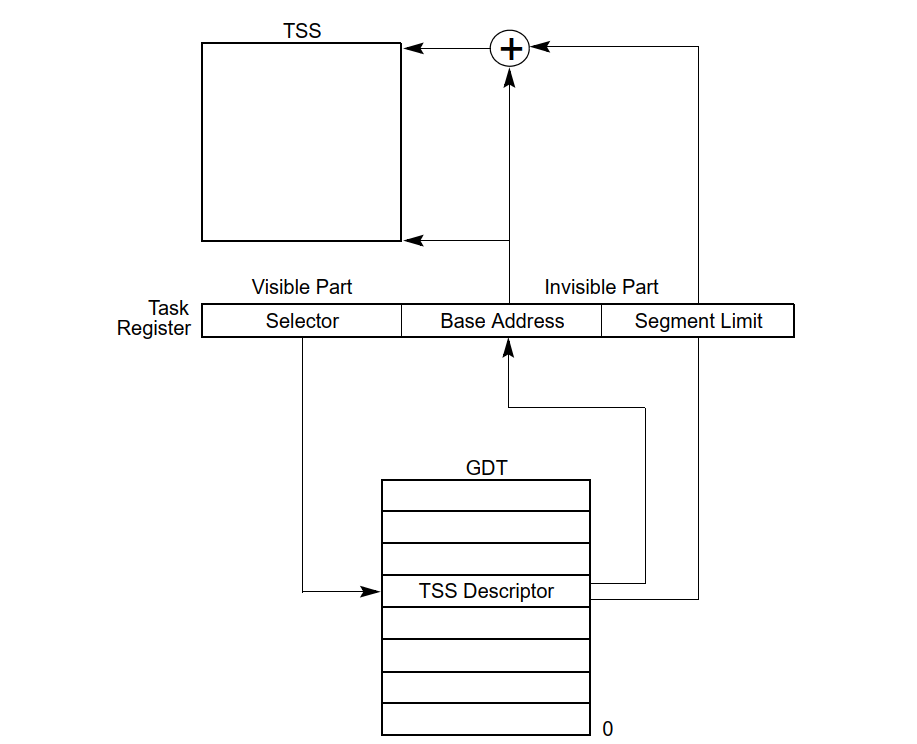 TSS
+
Visible Part
Invisible Part
Task
Register
Selector
Base Address
Segment Limit
GDT
TSS Descriptor
0